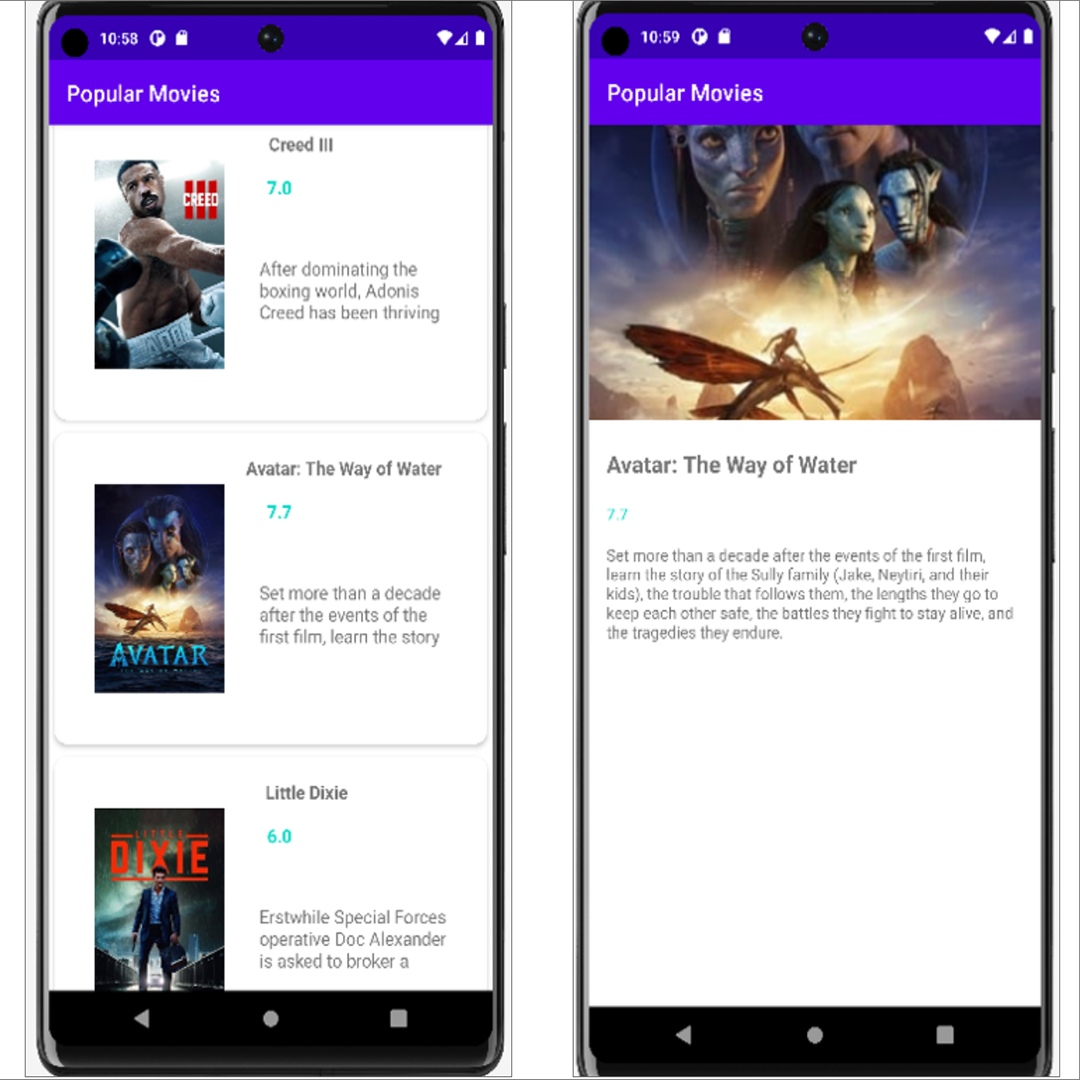 10:58
Popular Movies
Creed III
7.0
CREED
After dominating the
boxing world, Adonis
Creed has been thriving
Avatar: The Way of Water
7.7
Set more than a decade
after the events of the
first film, learn the story
AVATAR
Little Dixie
6.0
LITTLE
DIXIE
Erstwhile Special Forces
operative Doc Alexander
is asked to broker a
10:59
Popular Movies
Avatar: The Way of Water
7.7
Set more than a decade after the events of the first film,
learn the story of the Sully family (Jake, Neytiri, and their
kids), the trouble that follows them, the lengths they go to
keep each other safe, the battles they fight to stay alive, and
the tragedies they endure.